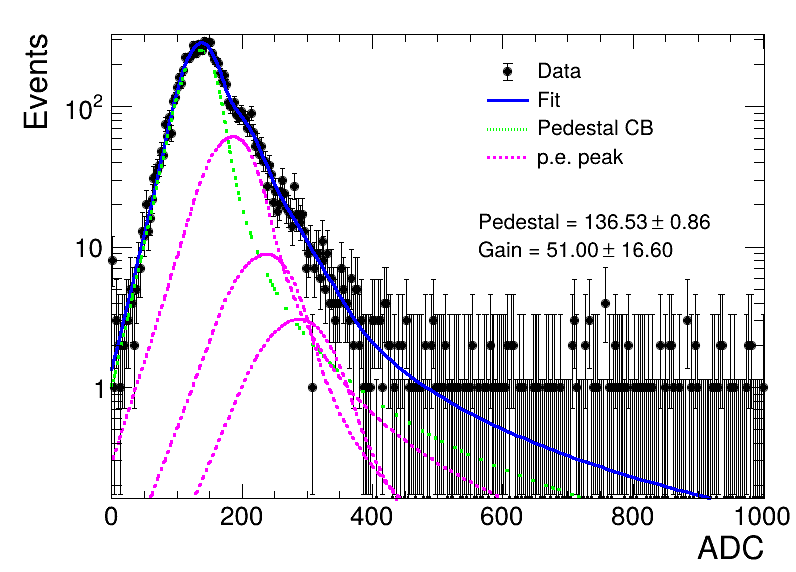 Events
10²
10
1
Data
Fit
Pedestal CB
p.e. peak
Pedestal = 136.53 ± 0.86
Gain = 51.00 ± 16.60
0 200 400 600 800 1000
ADC